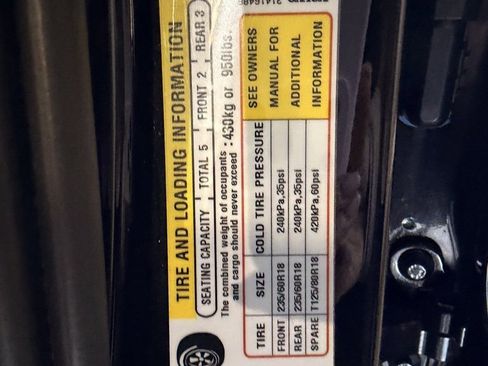 TIRE AND LOADING INFORMATION
SEATING CAPACITY TOTAL 5 FRONT 2 REAR 3
The combined weight of occupants
and cargo should never exceed : 430kg or 950lbs.
TIRE SIZE COLD TIRE PRESSURE
FRONT 235/60R18 240kPa,35psi
REAR 235/60R18 240kPa,35psi
SPARE T125/80R18 420kPa,60psi
SEE OWNERS
MANUAL FOR
ADDITIONAL
INFORMATION